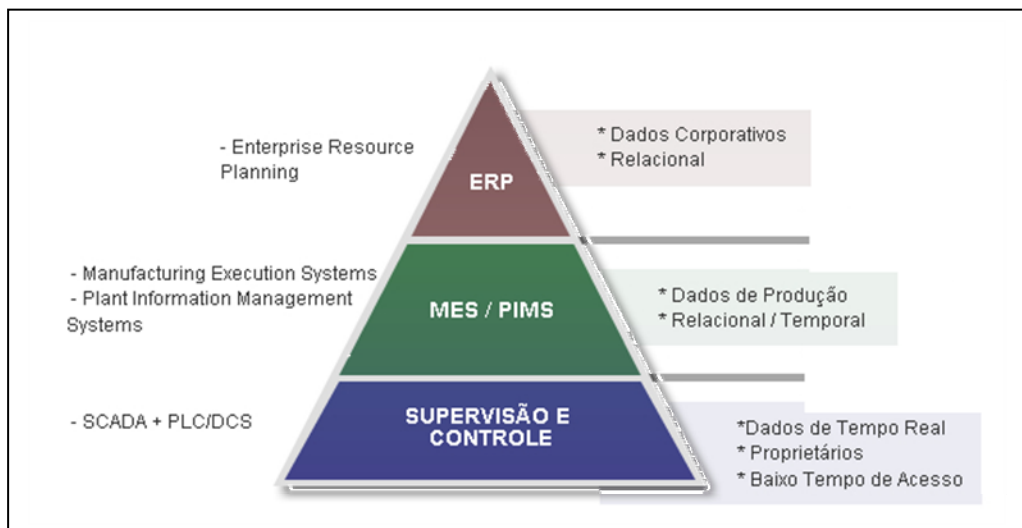 - Enterprise Resource
Planning
ERP
* Dados Corporativos
* Relacional
- Manufacturing Execution Systems
- Plant Information Management
Systems
MES / PIMS
* Dados de Produção
* Relacional / Temporal
- SCADA + PLC/DCS
SUPERVISÃO E
CONTROLE
*Dados de Tempo Real
* Proprietários
* Baixo Tempo de Acesso